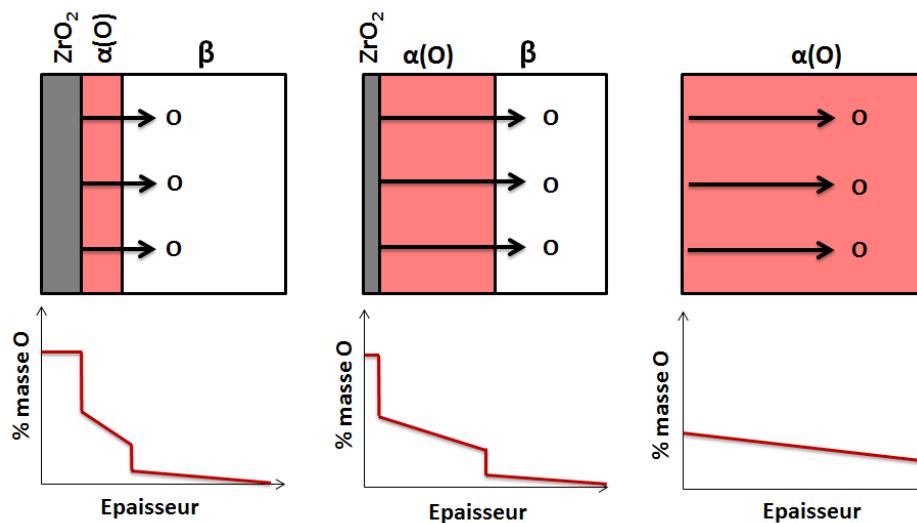 ZrO₂
α(O)
β
O
O
O
% masse O
Epaisseur
ZrO₂
α(O)
β
O
O
O
% masse O
Epaisseur
α(O)
O
O
O
% masse O
Epaisseur